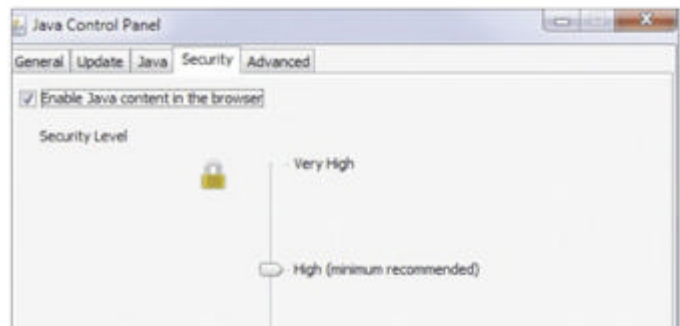 Java Control Panel
General Update Java Security Advanced
Enable Java content in the browser
Security Level
Very High
High (minimum recommended)